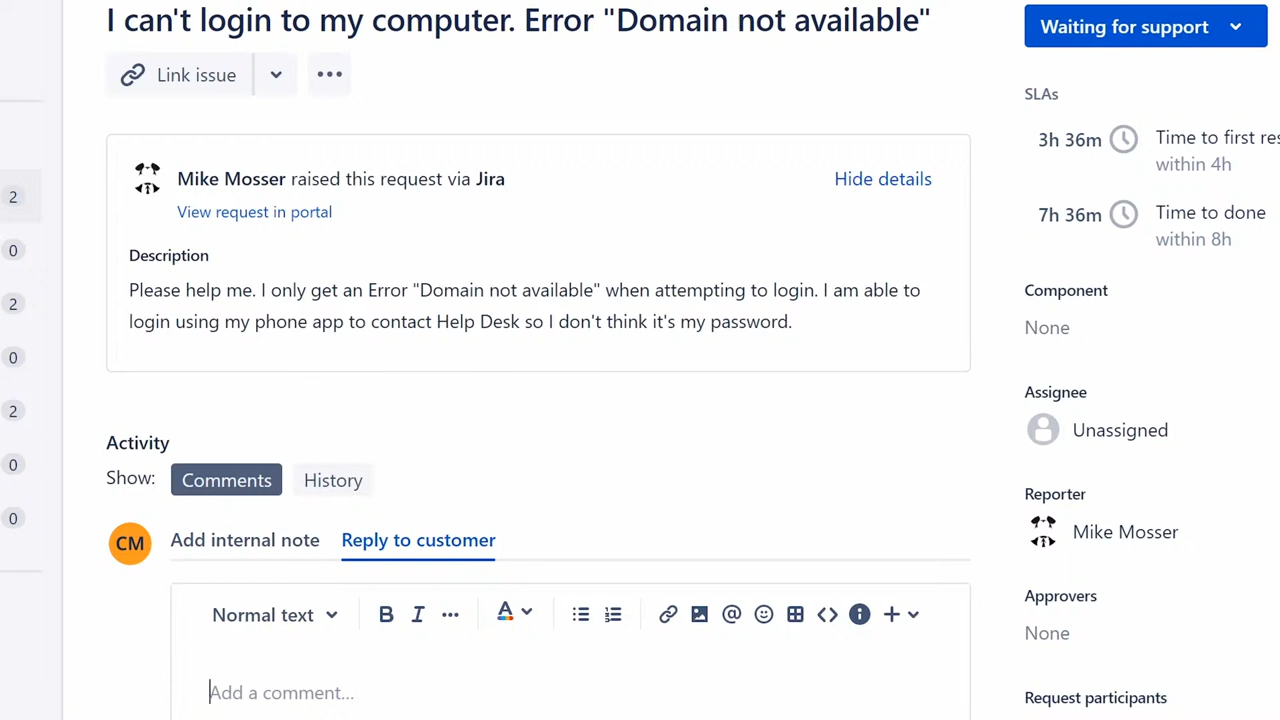 I can't login to my computer. Error "Domain not available"
Waiting for support
Link issue
SLAs
3h 36m Time to first res
within 4h
7h 36m Time to done
within 8h
Mike Mosser raised this request via Jira
Hide details
View request in portal
Description
Please help me. I only get an Error "Domain not available" when attempting to login. I am able to
login using my phone app to contact Help Desk so I don't think it's my password.
Component
None
Assignee
Unassigned
Reporter
Mike Mosser
Approvers
None
Request participants
2
0
2
0
2
0
0
Activity
Show: Comments History
CM Add internal note Reply to customer
Normal text B I A @ <> i +
Add a comment...